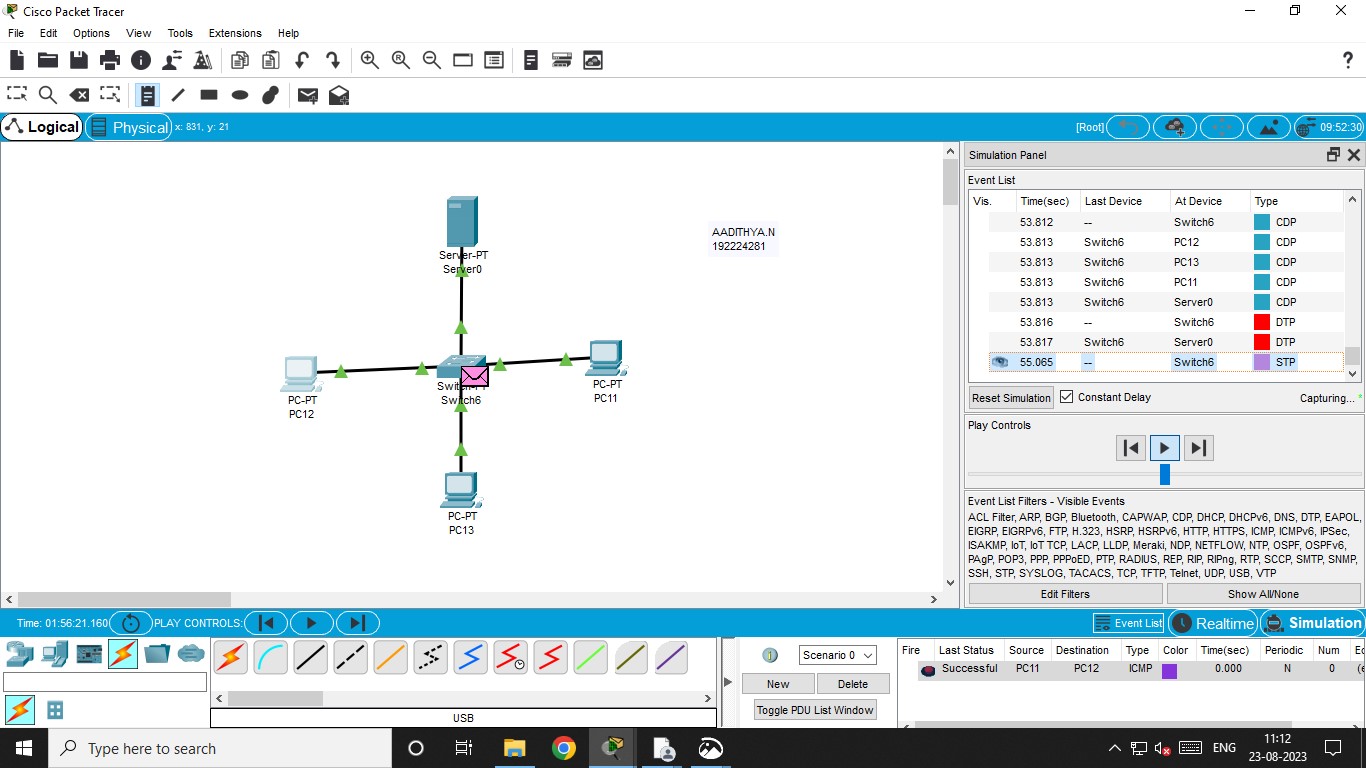 Cisco Packet Tracer
File Edit Options View Tools Extensions Help
Logical Physical x: 831, y: 21 [Root] 09:52:30
Server-PT
Server0
AADITHYA.N
192224281
PC-PT
PC12
Switch6
PC-PT
PC11
PC-PT
PC13
Simulation Panel
Event List
Vis. Time(sec) Last Device At Device Type
53.812 -- Switch6 CDP
53.813 Switch6 PC12 CDP
53.813 Switch6 PC13 CDP
53.813 Switch6 PC11 CDP
53.813 Switch6 Server0 CDP
53.816 -- Switch6 DTP
53.817 Switch6 Server0 DTP
55.065 -- Switch6 STP
Reset Simulation Constant Delay Capturing... *
Play Controls
Event List Filters - Visible Events
ACL Filter, ARP, BGP, Bluetooth, CAPWAP, CDP, DHCP, DHCPv6, DNS, DTP, EAPOL,
EIGRP, EIGRPv6, FTP, H.323, HSRP, HSRPv6, HTTP, HTTPS, ICMP, ICMPv6, IPSec,
ISAKMP, IoT, IoT TCP, LACP, LLDP, Meraki, NDP, NETFLOW, NTP, OSPF, OSPFv6,
PAgP, POP3, PPP, PPPoED, PTP, RADIUS, REP, RIP, RIPng, RTP, SCCP, SMTP, SNMP,
SSH, STP, SYSLOG, TACACS, TCP, TFTP, Telnet, UDP, USB, VTP
Edit Filters Show All/None
Time: 01:56:21.160 PLAY CONTROLS: Event List Realtime Simulation
USB
Scenario 0
New Delete
Toggle PDU List Window
Fire Last Status Source Destination Type Color Time(sec) Periodic Num
Successful PC11 PC12 ICMP 0.000 N 0
Type here to search
ENG
11:12
23-08-2023